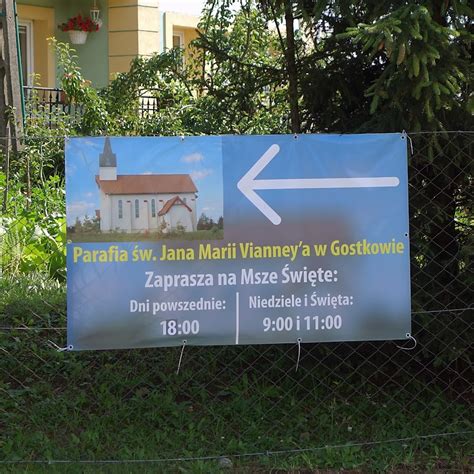 Parafia św. Jana Marii Vianney'a w Gostkowie
Zaprasza na Msze Święte:
Dni powszednie:
18:00
Niedziele i Święta:
9:00 i 11:00